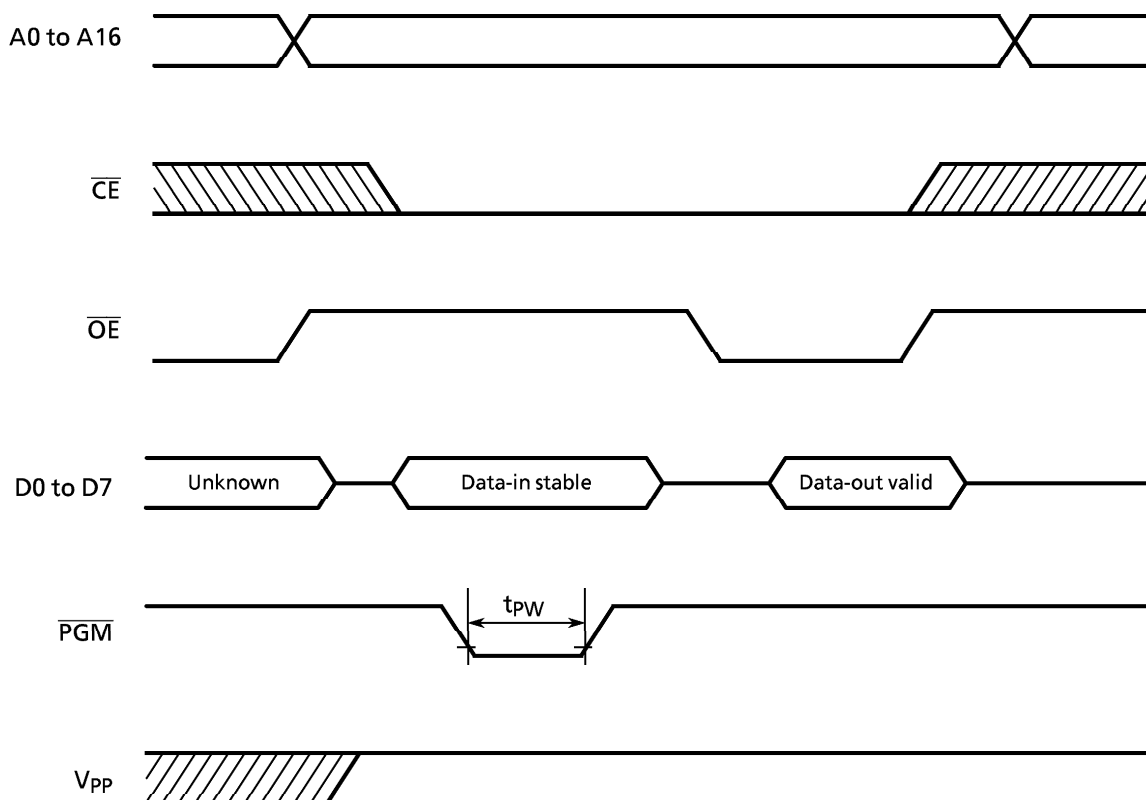 A0 to A16
CE
OE
D0 to D7
Unknown
Data-in stable
Data-out valid
tPW
PGM
VPP